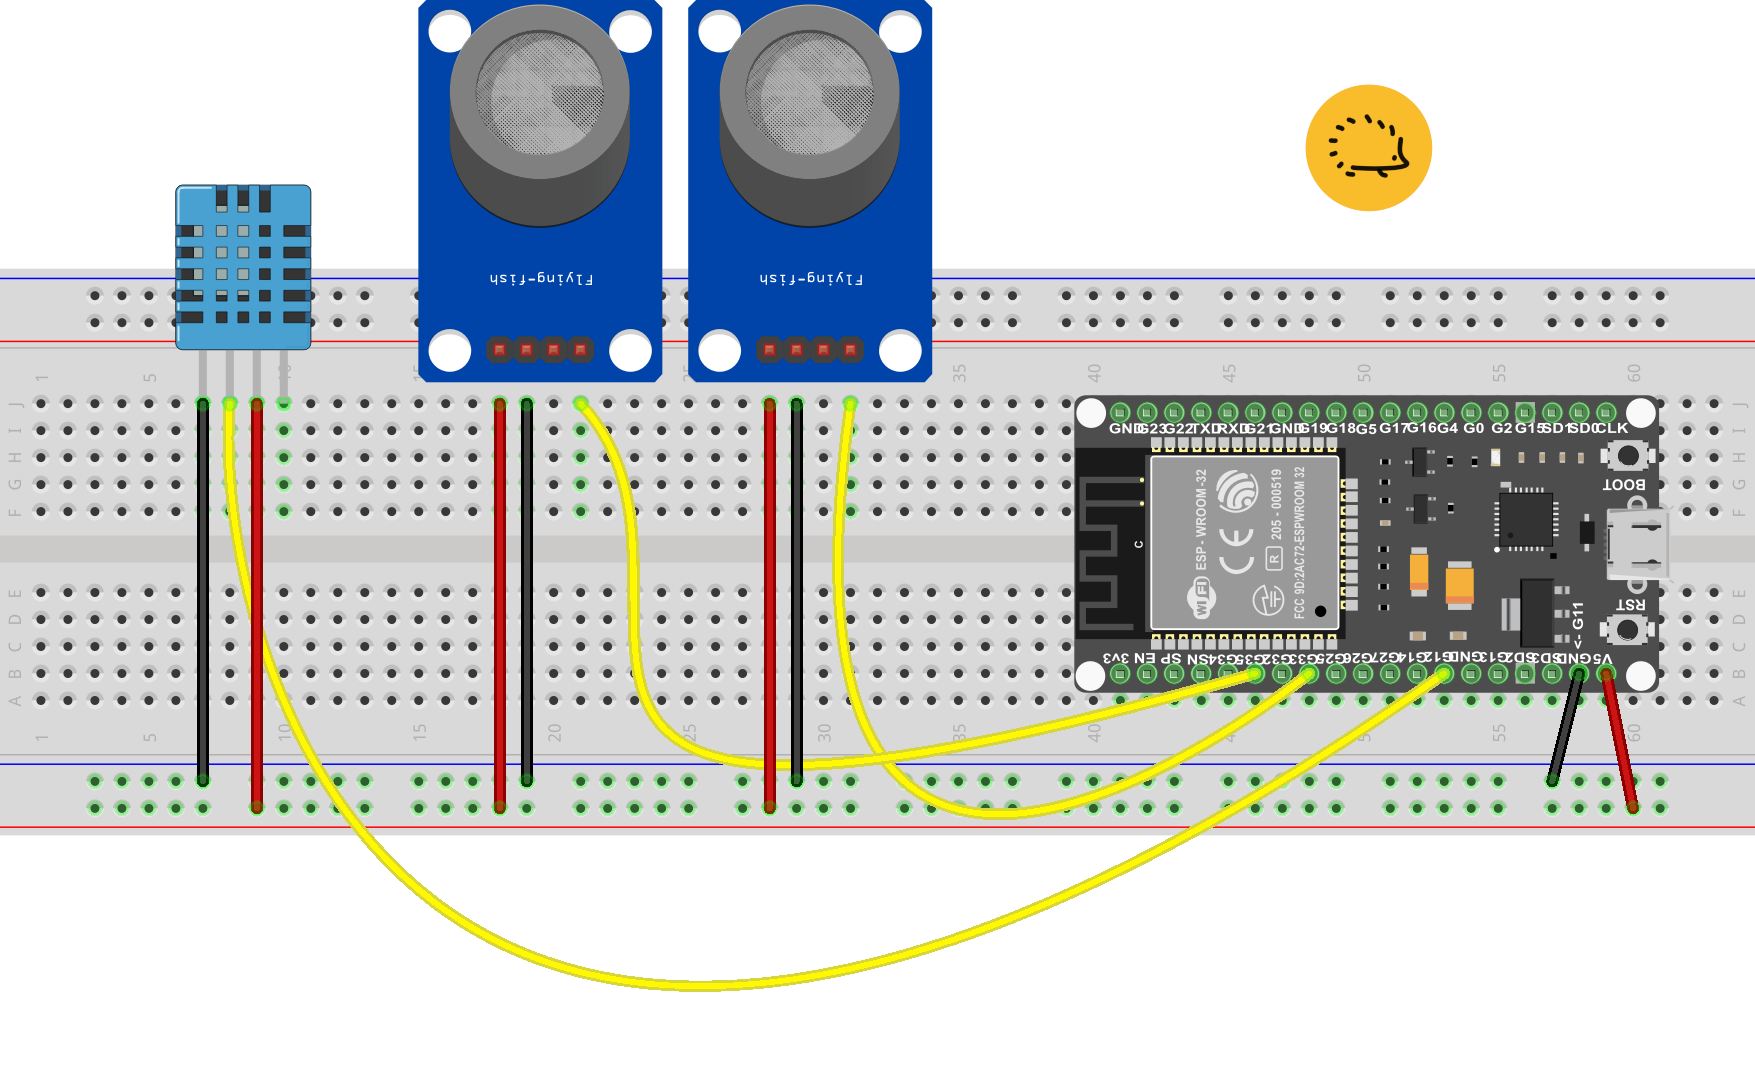 Flying-fish
Flying-fish
1 5 10 15 25 35 40 45 50 55 60
J J
I I
H H
G G
F F
E E
D D
C C
B B
A A
GND G23 G22 TXD RXD G21 GND G19 G18 G5 G17 G16 G4 G0 G2 G15 SD1 SD0 CLK
BOOT
C
WiFi ESP - WROOM -32
CE
R 205 - 000519
FCC 9D:2AC72-ESPWROOM 32
<- G11
RST
3v3 EN SP SN G34 G35 G32 G33 G25 G26 G27 G14 G12 GND G13 SD2 SD3 GND V5
1 5 10 15 20 25 30 35 40 45 50 55 60